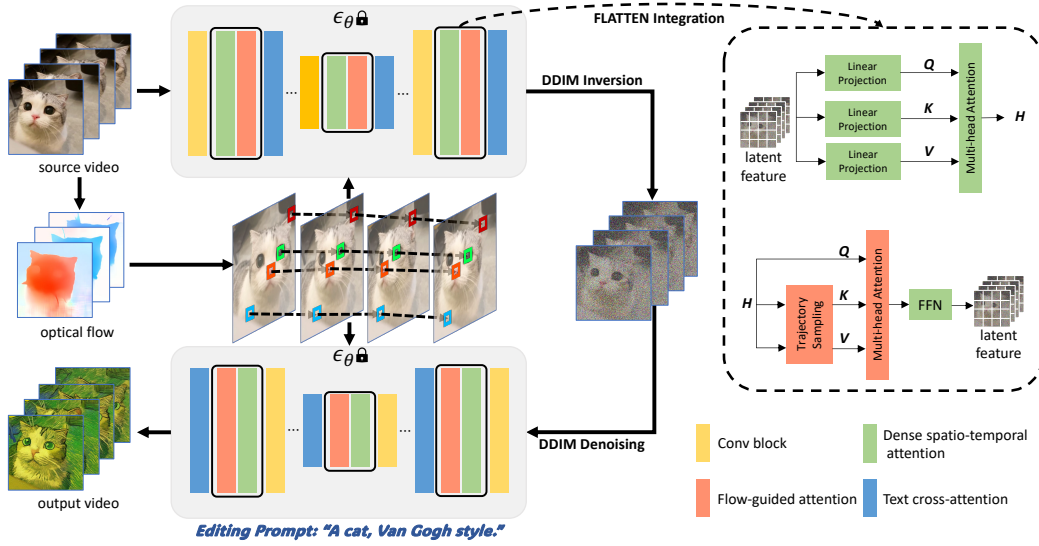 ϵθ
FLATTEN Integration
...
...
DDIM Inversion
source video
optical flow
Linear
Projection
Q
Linear
Projection
K
Linear
Projection
V
latent
feature
Multi-head Attention
H
H
Q
Trajectory
Sampling
K
V
Multi-head Attention
FFN
latent
feature
ϵθ
...
...
DDIM Denoising
output video
Editing Prompt: “A cat, Van Gogh style.”
Conv block
Dense spatio-temporal
attention
Flow-guided attention
Text cross-attention